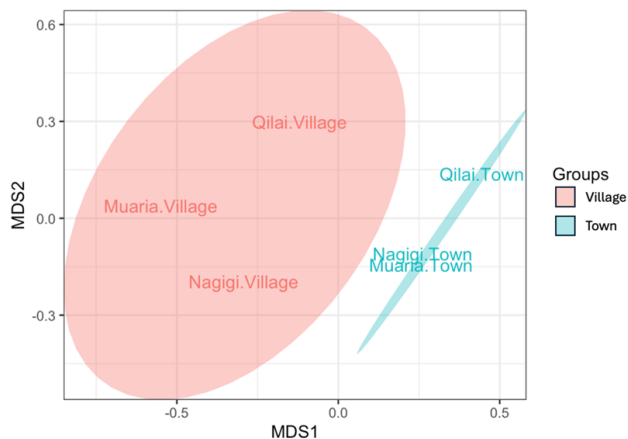 0.6
0.3
0.0
-0.3
MDS2
Qilai.Village
Muaria.Village
Nagigi.Village
Qilai.Town
Nagigi.Town
Muaria.Town
-0.5
0.0
0.5
MDS1
Groups
Village
Town